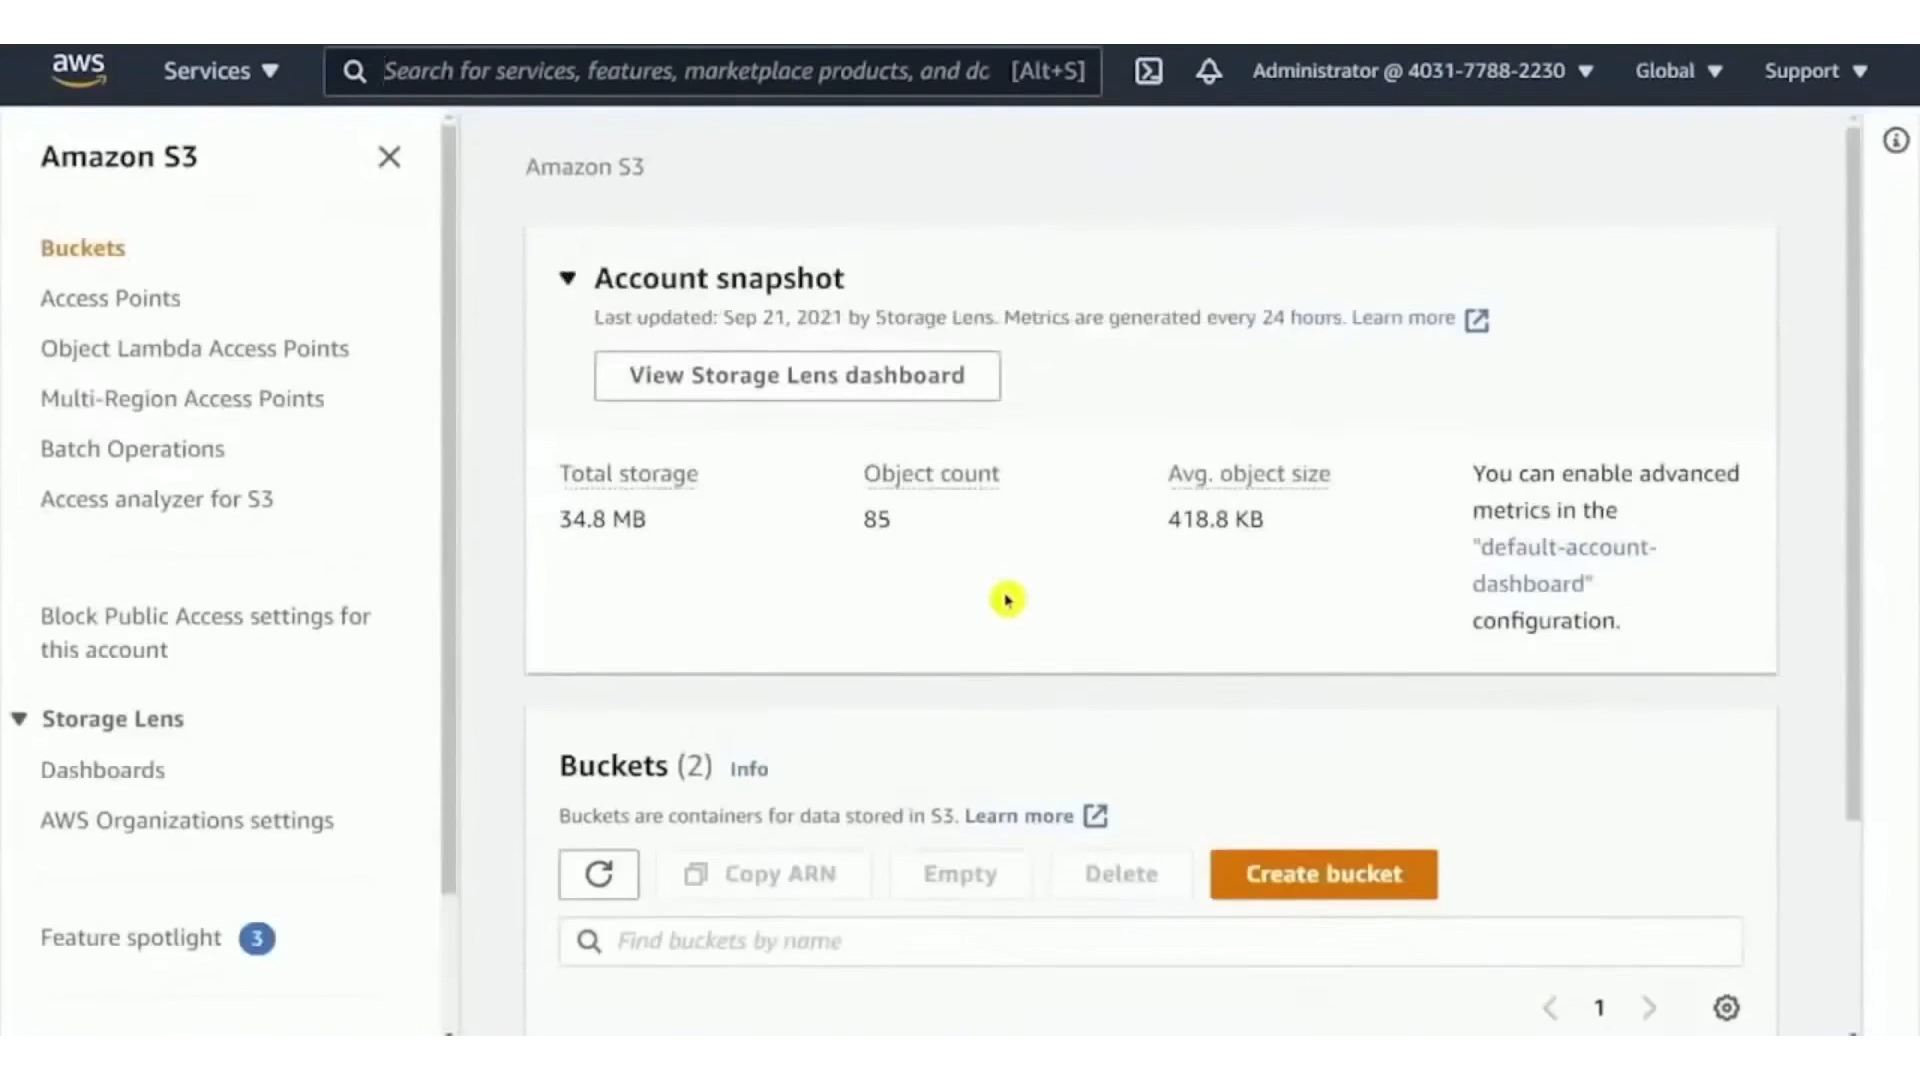 aws
Services
Search for services, features, marketplace products, and dc [Alt+S]
Administrator @ 4031-7788-2230
Global
Support
Amazon S3
Buckets
Access Points
Object Lambda Access Points
Multi-Region Access Points
Batch Operations
Access analyzer for S3
Block Public Access settings for
this account
Storage Lens
Dashboards
AWS Organizations settings
Feature spotlight 3
Amazon S3
Account snapshot
Last updated: Sep 21, 2021 by Storage Lens. Metrics are generated every 24 hours. Learn more
View Storage Lens dashboard
Total storage
34.8 MB
Object count
85
Avg. object size
418.8 KB
You can enable advanced
metrics in the
"default-account-
dashboard"
configuration.
Buckets (2) Info
Buckets are containers for data stored in S3. Learn more
Copy ARN
Empty
Delete
Create bucket
Find buckets by name
1